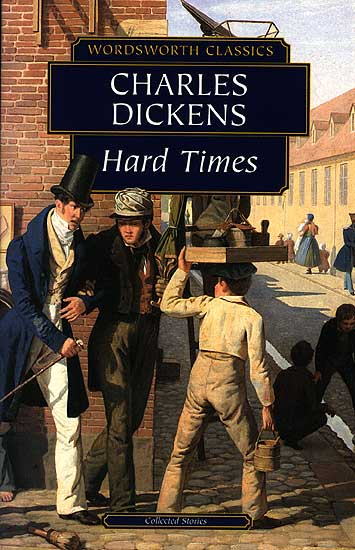 WORDSWORTH CLASSICS
CHARLES
DICKENS
Hard Times
Collected Stories